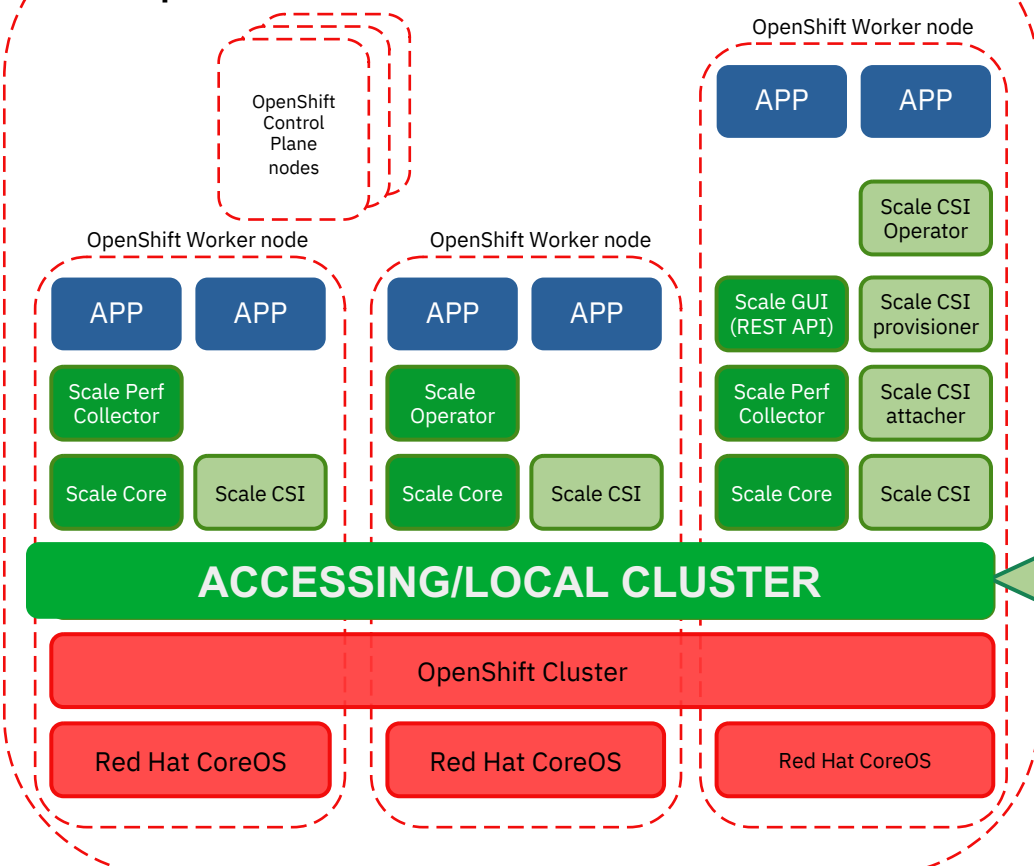 OpenShift Worker node
APP
APP
OpenShift
Control
Plane
nodes
Scale CSI
Operator
OpenShift Worker node
OpenShift Worker node
APP
APP
APP
APP
Scale GUI
(REST API)
Scale CSI
provisioner
Scale Perf
Collector
Scale
Operator
Scale Perf
Collector
Scale CSI
attacher
Scale Core
Scale CSI
Scale Core
Scale CSI
Scale Core
Scale CSI
ACCESSING/LOCAL CLUSTER
OpenShift Cluster
Red Hat CoreOS
Red Hat CoreOS
Red Hat CoreOS